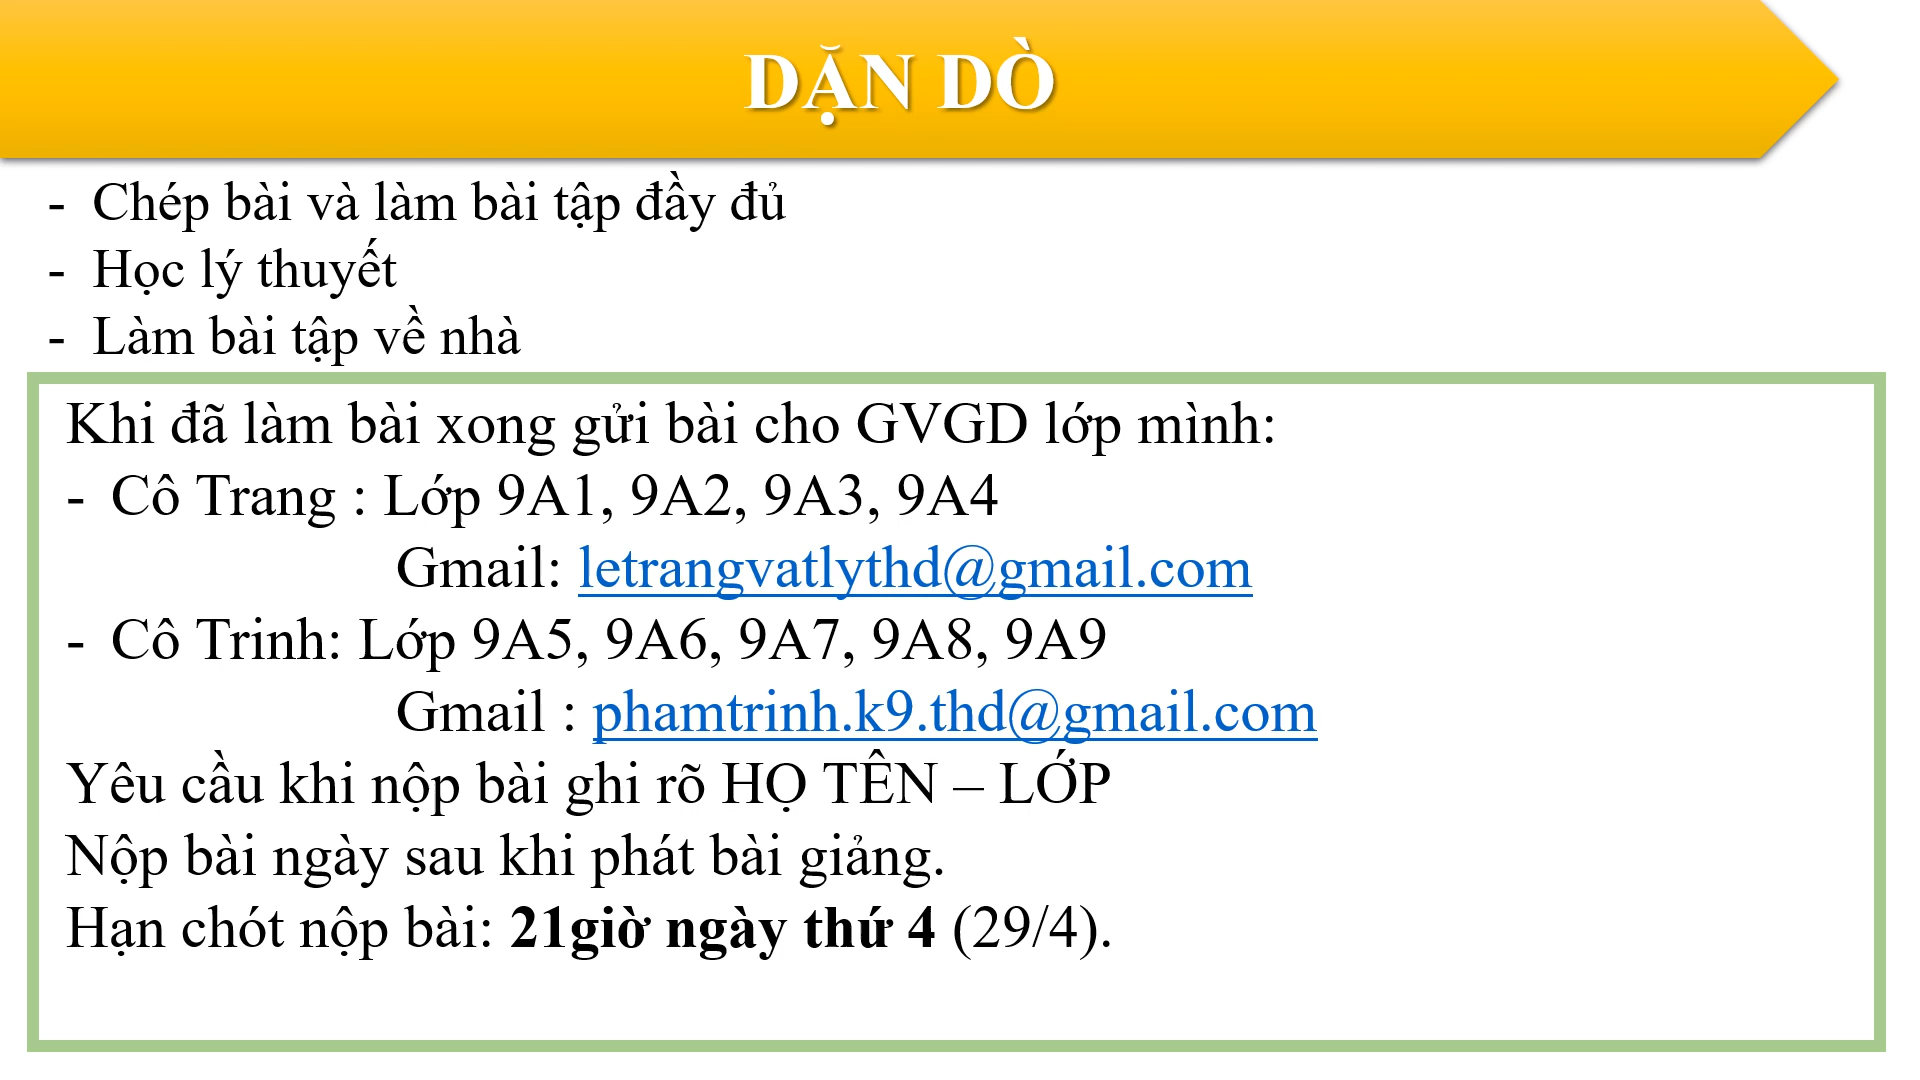 DẶN DÒ
- Chép bài và làm bài tập đầy đủ
- Học lý thuyết
- Làm bài tập về nhà
Khi đã làm bài xong gửi bài cho GVGD lớp mình:
- Cô Trang : Lớp 9A1, 9A2, 9A3, 9A4
Gmail: letrangvatlythd@gmail.com
- Cô Trinh: Lớp 9A5, 9A6, 9A7, 9A8, 9A9
Gmail : phamtrinh.k9.thd@gmail.com
Yêu cầu khi nộp bài ghi rõ HỌ TÊN – LỚP
Nộp bài ngày sau khi phát bài giảng.
Hạn chót nộp bài: 21giờ ngày thứ 4 (29/4).